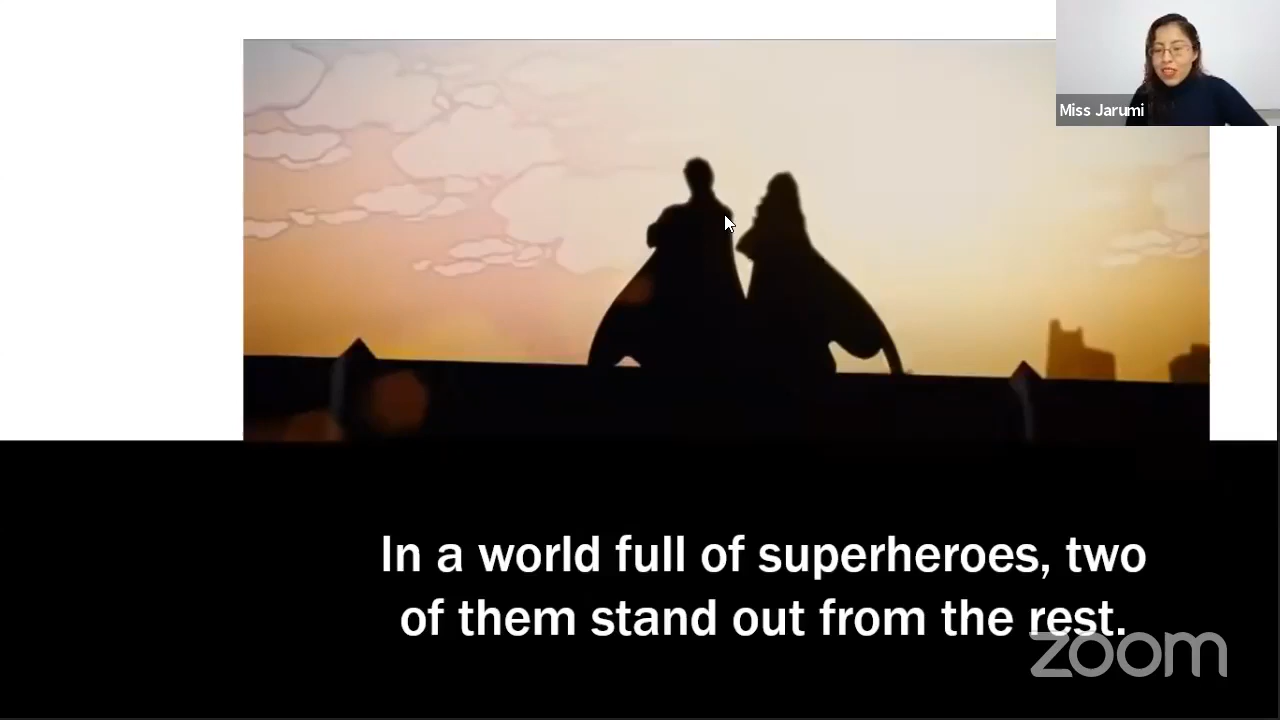 Miss Jarumi
In a world full of superheroes, two
of them stand out from the rest.
zoom